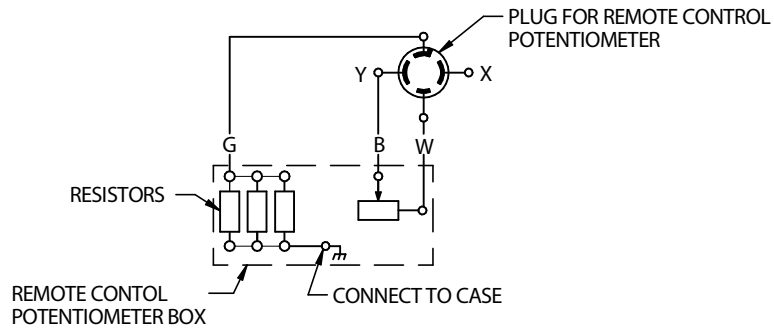 PLUG FOR REMOTE CONTROL
POTENTIOMETER
Y
X
G
B
W
RESISTORS
REMOTE CONTOL
POTENTIOMETER BOX
CONNECT TO CASE